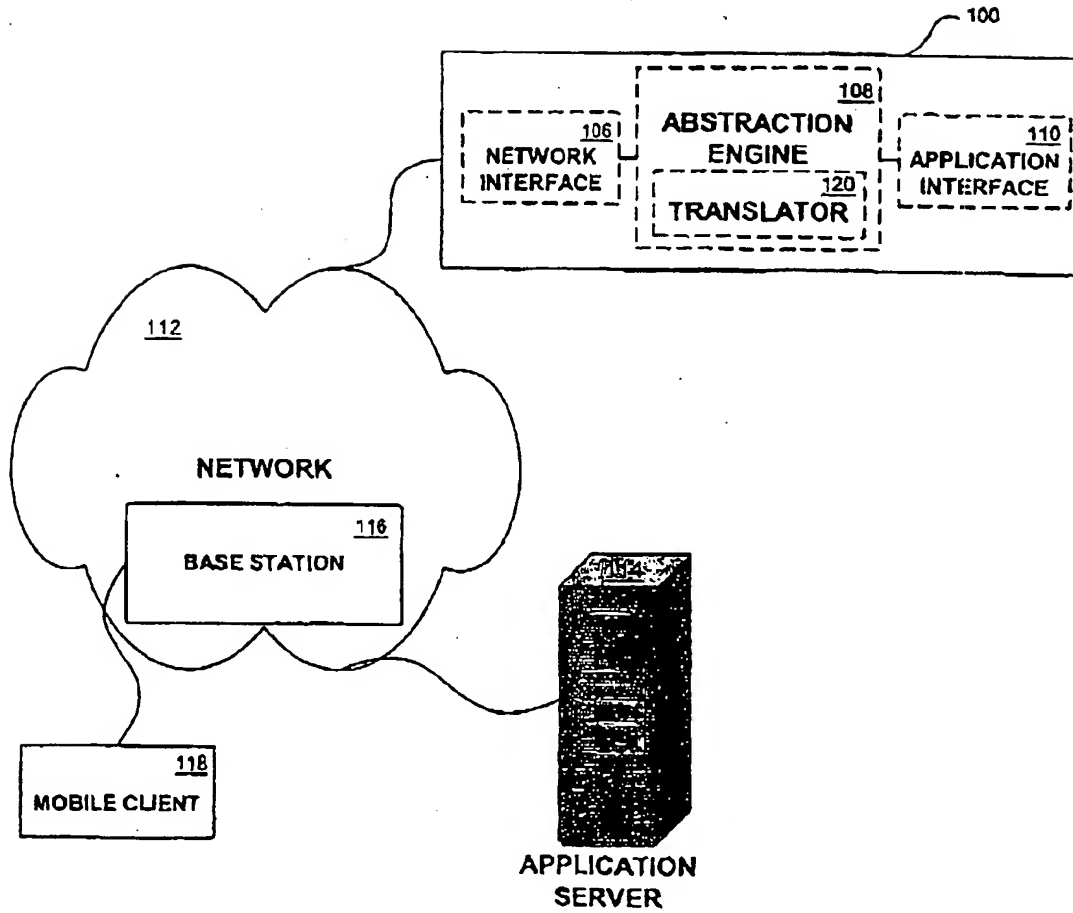 100
106
NETWORK
INTERFACE
108
ABSTRACTION
ENGINE
120
TRANSLATOR
110
APPLICATION
INTERFACE
112
NETWORK
116
BASE STATION
114
118
MOBILE CLIENT
APPLICATION
SERVER